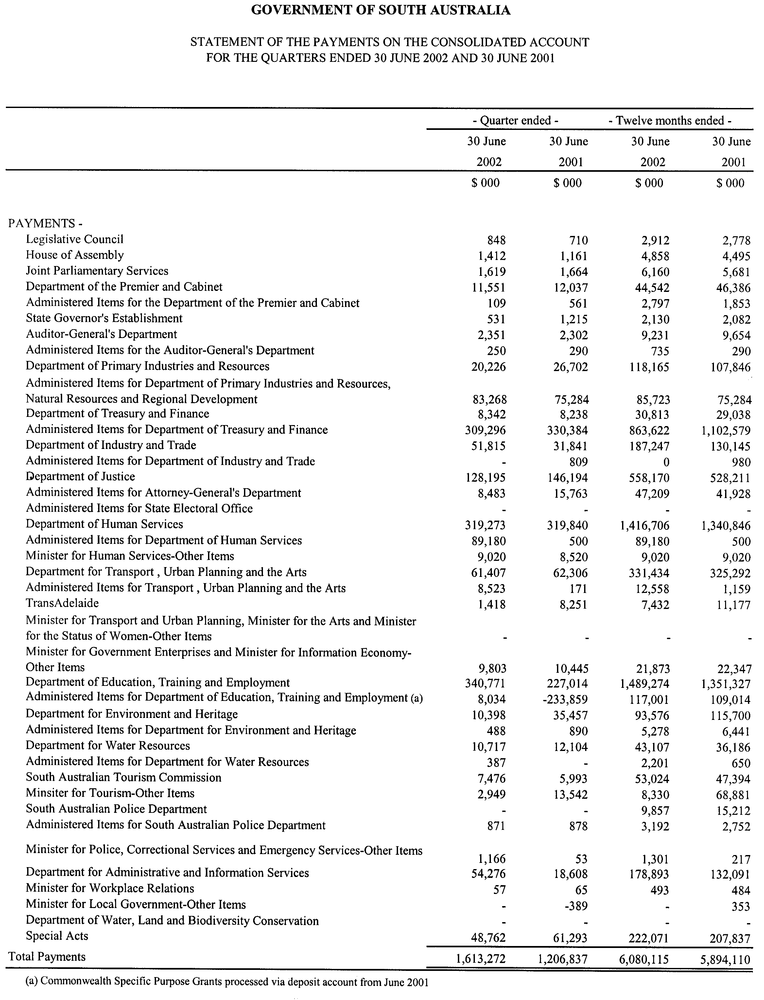 GOVERNMENT OF SOUTH AUSTRALIA
STATEMENT OF THE PAYMENTS ON THE CONSOLIDATED ACCOUNT
FOR THE QUARTERS ENDED 30 JUNE 2002 AND 30 JUNE 2001
- Quarter ended - - Twelve months ended -
30 June 30 June 30 June 30 June
2002 2001 2002 2001
$ 000 $ 000 $ 000 $ 000
PAYMENTS -
Legislative Council 848 710 2,912 2,778
House of Assembly 1,412 1,161 4,858 4,495
Joint Parliamentary Services 1,619 1,664 6,160 5,681
Department of the Premier and Cabinet 11,551 12,037 44,542 46,386
Administered Items for the Department of the Premier and Cabinet 109 561 2,797 1,853
State Governor's Establishment 531 1,215 2,130 2,082
Auditor-General's Department 2,351 2,302 9,231 9,654
Administered Items for the Auditor-General's Department 250 290 735 290
Department of Primary Industries and Resources 20,226 26,702 118,165 107,846
Administered Items for Department of Primary Industries and Resources,
Natural Resources and Regional Development 83,268 75,284 85,723 75,284
Department of Treasury and Finance 8,342 8,238 30,813 29,038
Administered Items for Department of Treasury and Finance 309,296 330,384 863,622 1,102,579
Department of Industry and Trade 51,815 31,841 187,247 130,145
Administered Items for Department of Industry and Trade - 809 0 980
Department of Justice 128,195 146,194 558,170 528,211
Administered Items for Attorney-General's Department 8,483 15,763 47,209 41,928
Administered Items for State Electoral Office - - - -
Department of Human Services 319,273 319,840 1,416,706 1,340,846
Administered Items for Department of Human Services 89,180 500 89,180 500
Minister for Human Services-Other Items 9,020 8,520 9,020 9,020
Department for Transport , Urban Planning and the Arts 61,407 62,306 331,434 325,292
Administered Items for Transport , Urban Planning and the Arts 8,523 171 12,558 1,159
TransAdelaide 1,418 8,251 7,432 11,177
Minister for Transport and Urban Planning, Minister for the Arts and Minister
for the Status of Women-Other Items - - - -
Minister for Government Enterprises and Minister for Information Economy-
Other Items 9,803 10,445 21,873 22,347
Department of Education, Training and Employment 340,771 227,014 1,489,274 1,351,327
Administered Items for Department of Education, Training and Employment (a) 8,034 -233,859 117,001 109,014
Department for Environment and Heritage 10,398 35,457 93,576 115,700
Administered Items for Department for Environment and Heritage 488 890 5,278 6,441
Department for Water Resources 10,717 12,104 43,107 36,186
Administered Items for Department for Water Resources 387 - 2,201 650
South Australian Tourism Commission 7,476 5,993 53,024 47,394
Minsiter for Tourism-Other Items 2,949 13,542 8,330 68,881
South Australian Police Department - - 9,857 15,212
Administered Items for South Australian Police Department 871 878 3,192 2,752
Minister for Police, Correctional Services and Emergency Services-Other Items 1,166 53 1,301 217
Department for Administrative and Information Services 54,276 18,608 178,893 132,091
Minister for Workplace Relations 57 65 493 484
Minister for Local Government-Other Items - -389 - 353
Department of Water, Land and Biodiversity Conservation - - - -
Special Acts 48,762 61,293 222,071 207,837
Total Payments 1,613,272 1,206,837 6,080,115 5,894,110
(a) Commonwealth Specific Purpose Grants processed via deposit account from June 2001